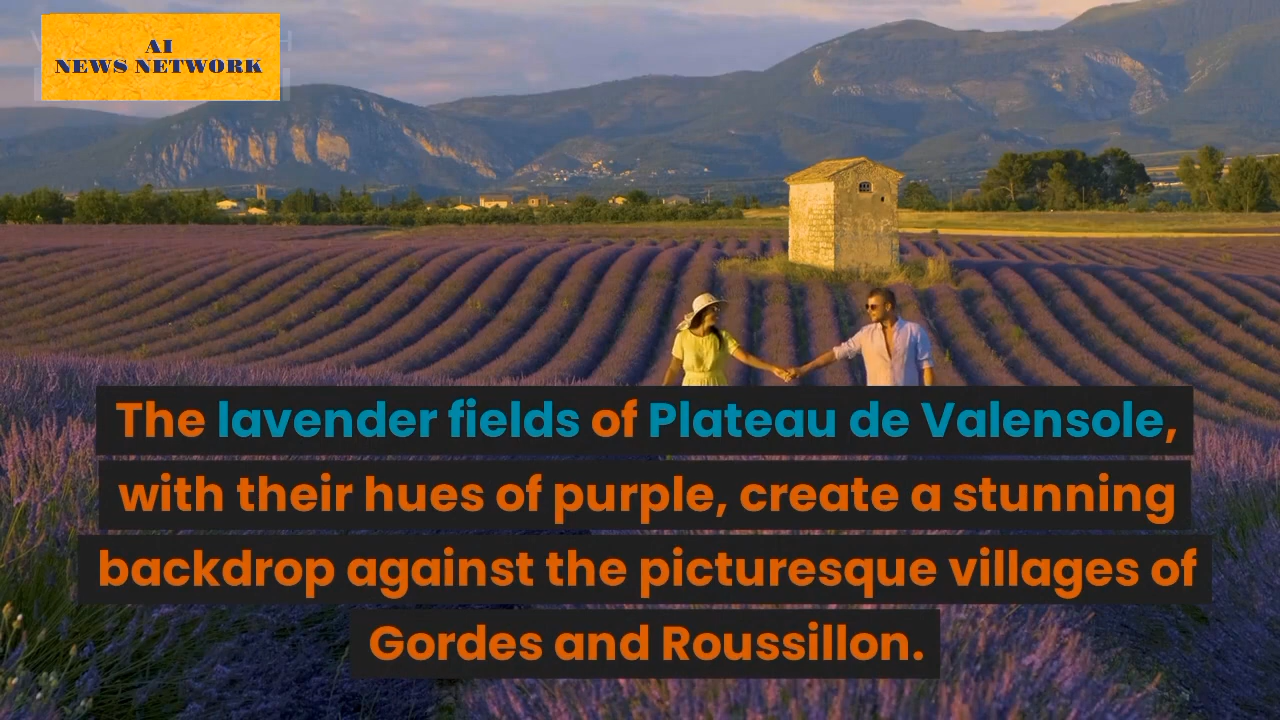 AI
NEWS NETWORK
The lavender fields of Plateau de Valensole,
with their hues of purple, create a stunning
backdrop against the picturesque villages of
Gordes and Roussillon.